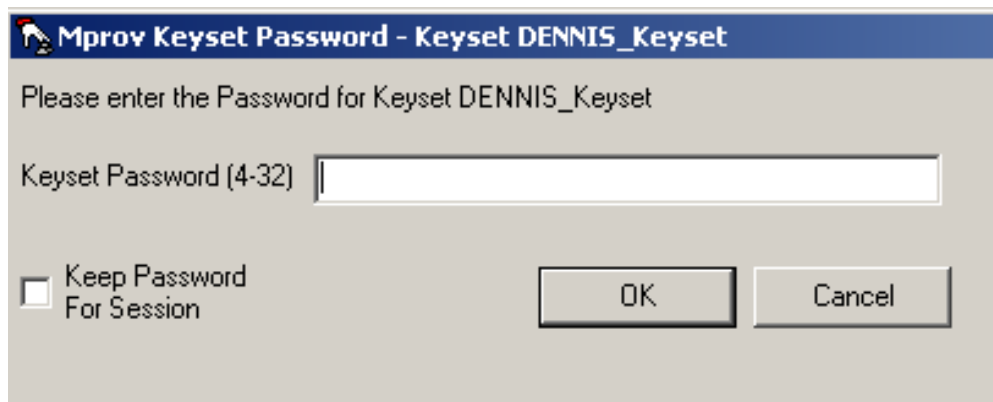 Mprov Keyset Password - Keyset DENNIS_Keyset
Please enter the Password for Keyset DENNIS_Keyset
Keyset Password (4-32)
Keep Password
For Session
OK
Cancel